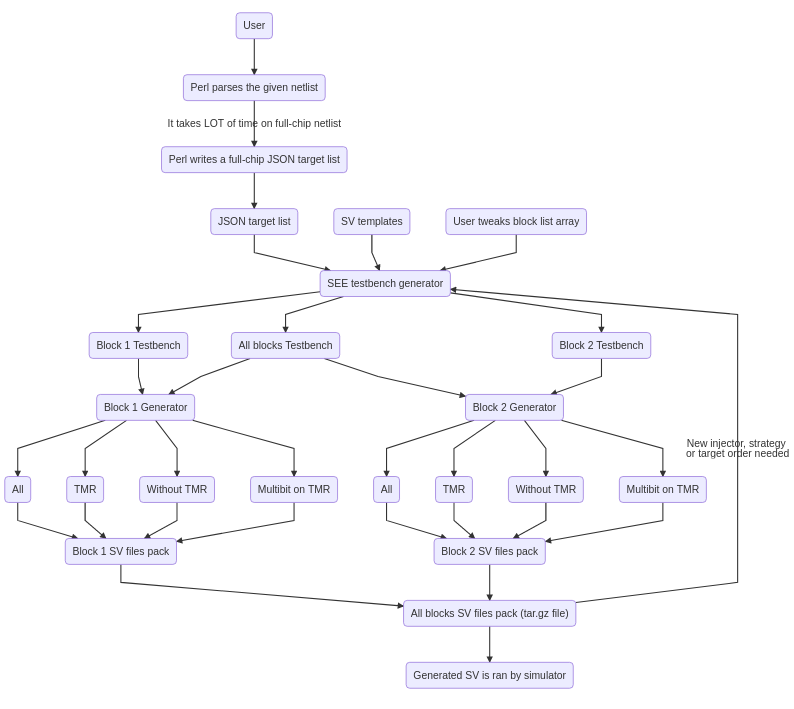 User
Perl parses the given netlist
It takes LOT of time on full-chip netlist
Perl writes a full-chip JSON target list
JSON target list
SV templates
User tweaks block list array
SEE testbench generator
Block 1 Testbench
All blocks Testbench
Block 2 Testbench
Block 1 Generator
Block 2 Generator
New injector, strategy
or target order needed
All
TMR
Without TMR
Multibit on TMR
All
TMR
Without TMR
Multibit on TMR
Block 1 SV files pack
Block 2 SV files pack
All blocks SV files pack (tar.gz file)
Generated SV is ran by simulator